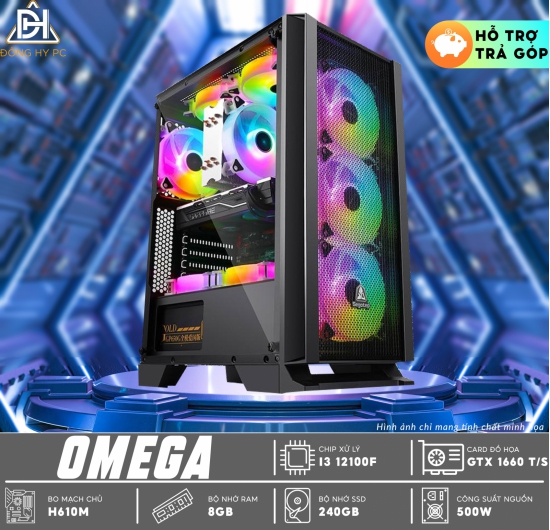 ĐÔNG HY PC
HỖ TRỢ
TRẢ GÓP
Hình ảnh chỉ mang tính chất minh họa
OMEGA
CHIP XỬ LÝ
I3 12100F
CARD ĐỒ HỌA
GTX 1660 T/S
BO MẠCH CHỦ
H610M
BỘ NHỚ RAM
8GB
BỘ NHỚ SSD
240GB
CÔNG SUẤT NGUỒN
500W